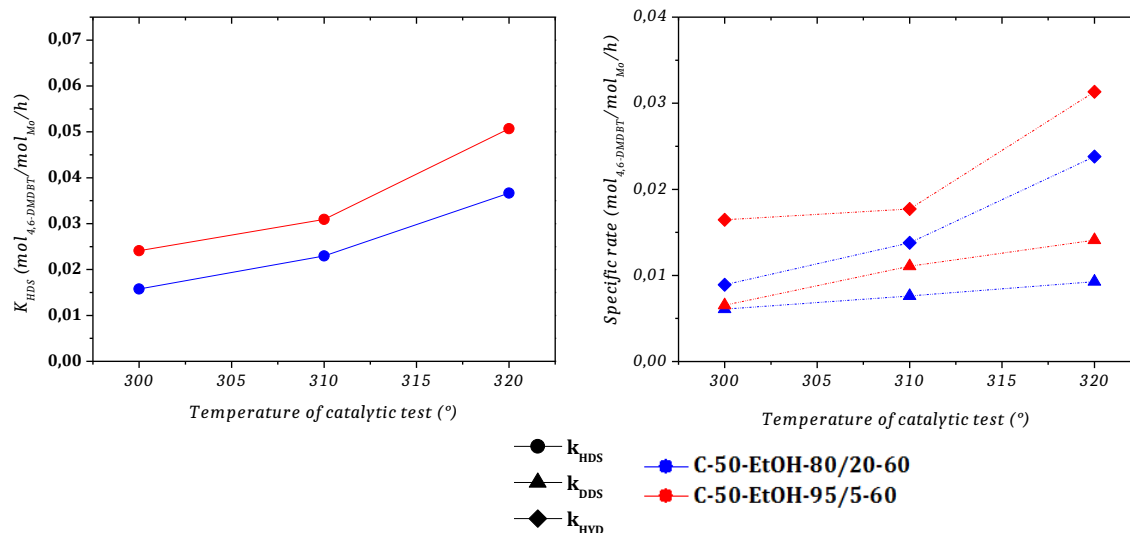 0,07
0,06
0,05
0,04
0,03
0,02
0,01
0,00
K_HDS (mol_4,6-DMDBT/mol_Mo/h)
300 305 310 315 320
Temperature of catalytic test (°)
0,04
0,03
0,02
0,01
0,00
Specific rate (mol_4,6-DMDBT/mol_Mo/h)
300 305 310 315 320
Temperature of catalytic test (°)
k_HDS
k_DDS
k_HYD
C-50-EtOH-80/20-60
C-50-EtOH-95/5-60